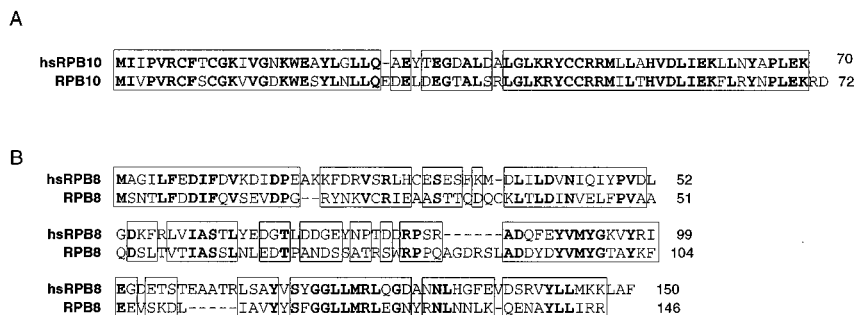 A
hsRPB10 MIIPVRCFTCGKIVGNKWEAYLGLLQ-AEYTEGDALDALGLKRYCCRRMLLAHVDLIEKLLNYAPLEK 70
RPB10 MIVPVRCFSCGKVVGDKWESYLNLLQEDELDEGTALSRLGLKRYCCRRMILTHVDLIEKFLRYNPLEKRD 72
B
hsRPB8 MAGILFEDIFDVKDIDPEAKKFDRVSRLHCESESHKM-DLILDVNIQIYPVDL 52
RPB8 MSNTLFDDIFQVSEVDPG--RYNKVCRIEAASTTQDQCKLTLDINVELFPVAA 51
hsRPB8 GDKFRLVIASTLYEDGTLDDGEYNPTDDRPSR------ADQFEYVMYGKVYRI 99
RPB8 QDSLTVTIASSLNLEDTPANDSSATRSWRPPQAGDRSLADDYDYVMYGTAYKF 104
hsRPB8 EGDETSTEAATRLSAYVSYGGLLMRLQGDANNLHGFEVDSRVYLLMKKLAF 150
RPB8 EEVSKDL-----IAVYYSFGGLLMRLEGNYRNLNNLK-QENAYLLIRR 146